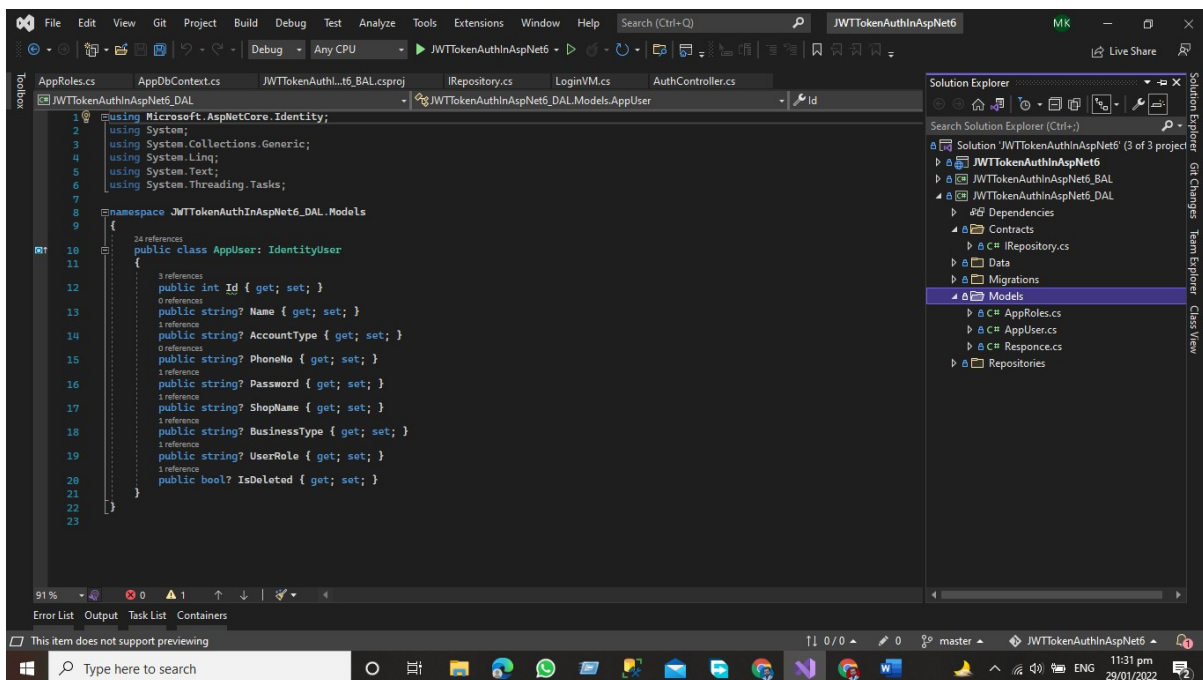 File Edit View Git Project Build Debug Test Analyze Tools Extensions Window Help Search (Ctrl+Q) JWTTokenAuthInAspNet6 MK
Debug Any CPU JWTTokenAuthInAspNet6 Live Share
AppRoles.cs AppDbContext.cs JWTTokenAuthI...t6_BAL.csproj IRepository.cs LoginVM.cs AuthController.cs
JWTTokenAuthInAspNet6_DAL JWTTokenAuthInAspNet6_DAL.Models.AppUser Id
Toolbox
1 using Microsoft.AspNetCore.Identity;
2 using System;
3 using System.Collections.Generic;
4 using System.Linq;
5 using System.Text;
6 using System.Threading.Tasks;
7
8 namespace JWTTokenAuthInAspNet6_DAL.Models
9 {
24 references
10 public class AppUser: IdentityUser
11 {
3 references
12 public int Id { get; set; }
0 references
13 public string? Name { get; set; }
1 reference
14 public string? AccountType { get; set; }
0 references
15 public string? PhoneNo { get; set; }
1 reference
16 public string? Password { get; set; }
1 reference
17 public string? ShopName { get; set; }
1 reference
18 public string? BusinessType { get; set; }
1 reference
19 public string? UserRole { get; set; }
1 reference
20 public bool? IsDeleted { get; set; }
21 }
22 }
23
91 % 0 1
Error List Output Task List Containers
Solution Explorer
Search Solution Explorer (Ctrl+;)
Solution 'JWTTokenAuthInAspNet6' (3 of 3 project
JWTTokenAuthInAspNet6
C# JWTTokenAuthInAspNet6_BAL
C# JWTTokenAuthInAspNet6_DAL
Dependencies
Contracts
C# IRepository.cs
Data
Migrations
Models
C# AppRoles.cs
C# AppUser.cs
C# Responce.cs
Repositories
Solution Explorer
Git Changes
Team Explorer
Class View
This item does not support previewing 0 / 0 0 master JWTTokenAuthInAspNet6
Type here to search ENG 11:31 pm
29/01/2022